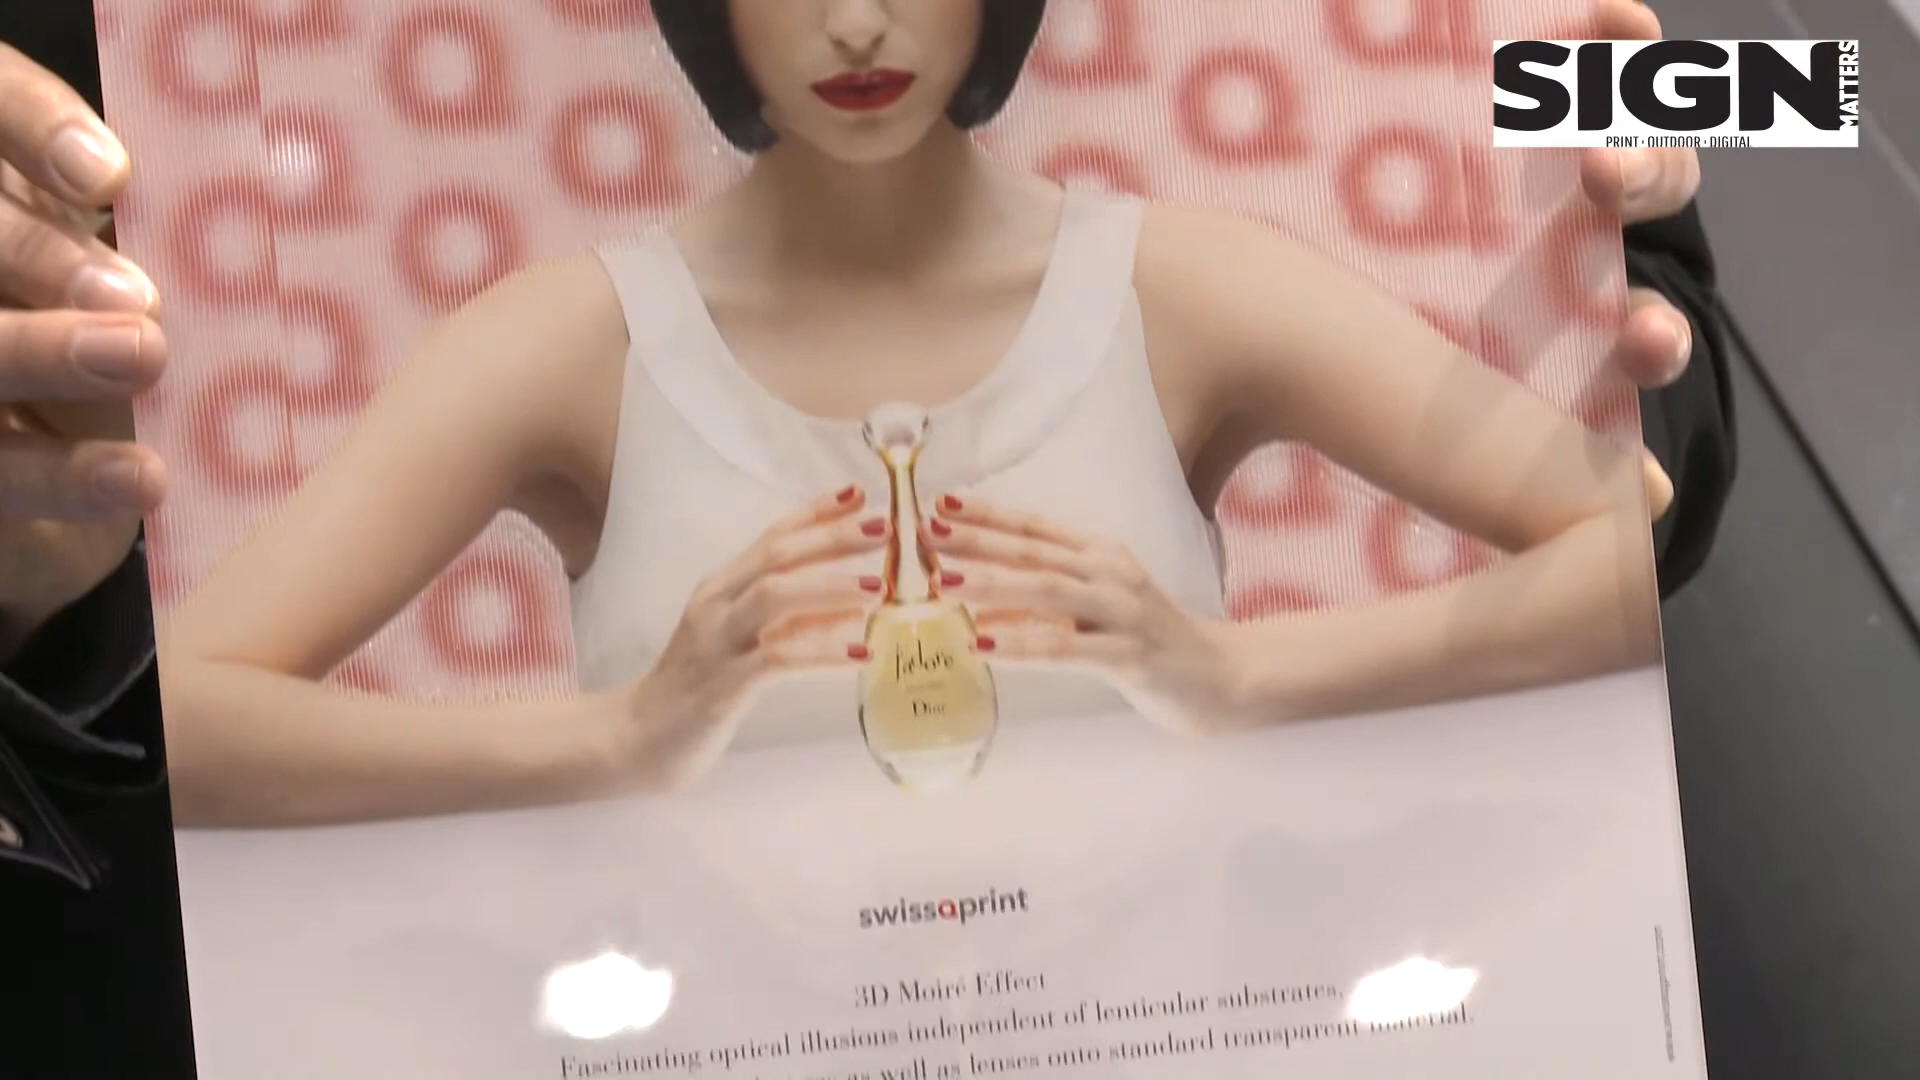 SIGN
MATTERS
PRINT · OUTDOOR · DIGITAL
j'adore
Dior
swissqprint
3D Moiré Effect
Fascinating optical illusions independent of lenticular substrates.
as well as lenses onto standard transparent material.